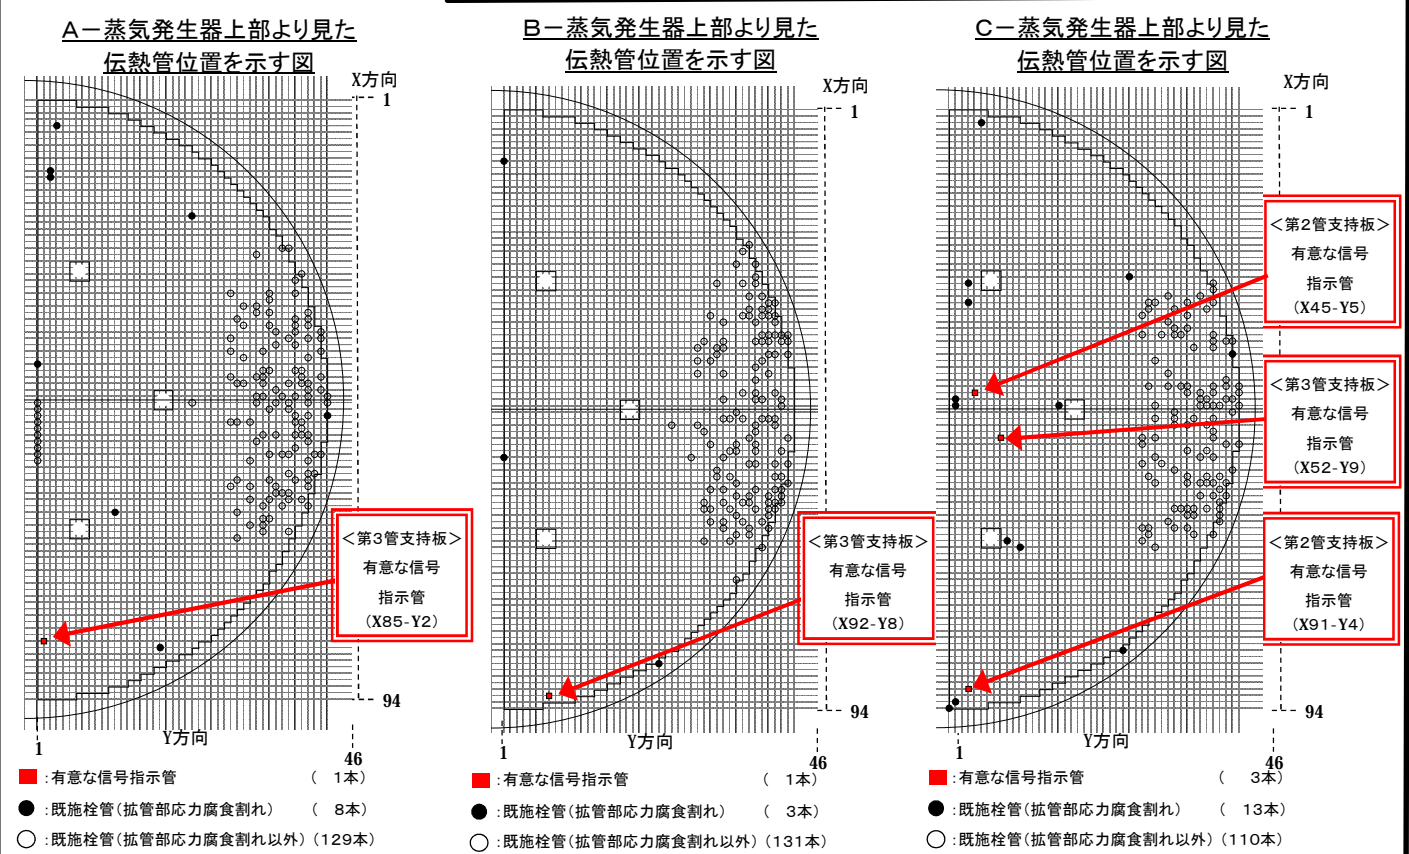 A－蒸気発生器上部より見た
伝熱管位置を示す図
X方向
1
94
Y方向
1
46
＜第3管支持板＞
有意な信号
指示管
（X85-Y2）
:有意な信号指示管 （ 1本）
:既施栓管（拡管部応力腐食割れ） （ 8本）
:既施栓管（拡管部応力腐食割れ以外）（129本）
B－蒸気発生器上部より見た
伝熱管位置を示す図
X方向
1
94
Y方向
1
46
＜第3管支持板＞
有意な信号
指示管
（X92-Y8）
:有意な信号指示管 （ 1本）
:既施栓管（拡管部応力腐食割れ） （ 3本）
:既施栓管（拡管部応力腐食割れ以外）（131本）
C－蒸気発生器上部より見た
伝熱管位置を示す図
X方向
1
＜第2管支持板＞
有意な信号
指示管
（X45-Y5）
＜第3管支持板＞
有意な信号
指示管
（X52-Y9）
＜第2管支持板＞
有意な信号
指示管
（X91-Y4）
94
Y方向
1
46
:有意な信号指示管 （ 3本）
:既施栓管（拡管部応力腐食割れ） （ 13本）
:既施栓管（拡管部応力腐食割れ以外）（110本）